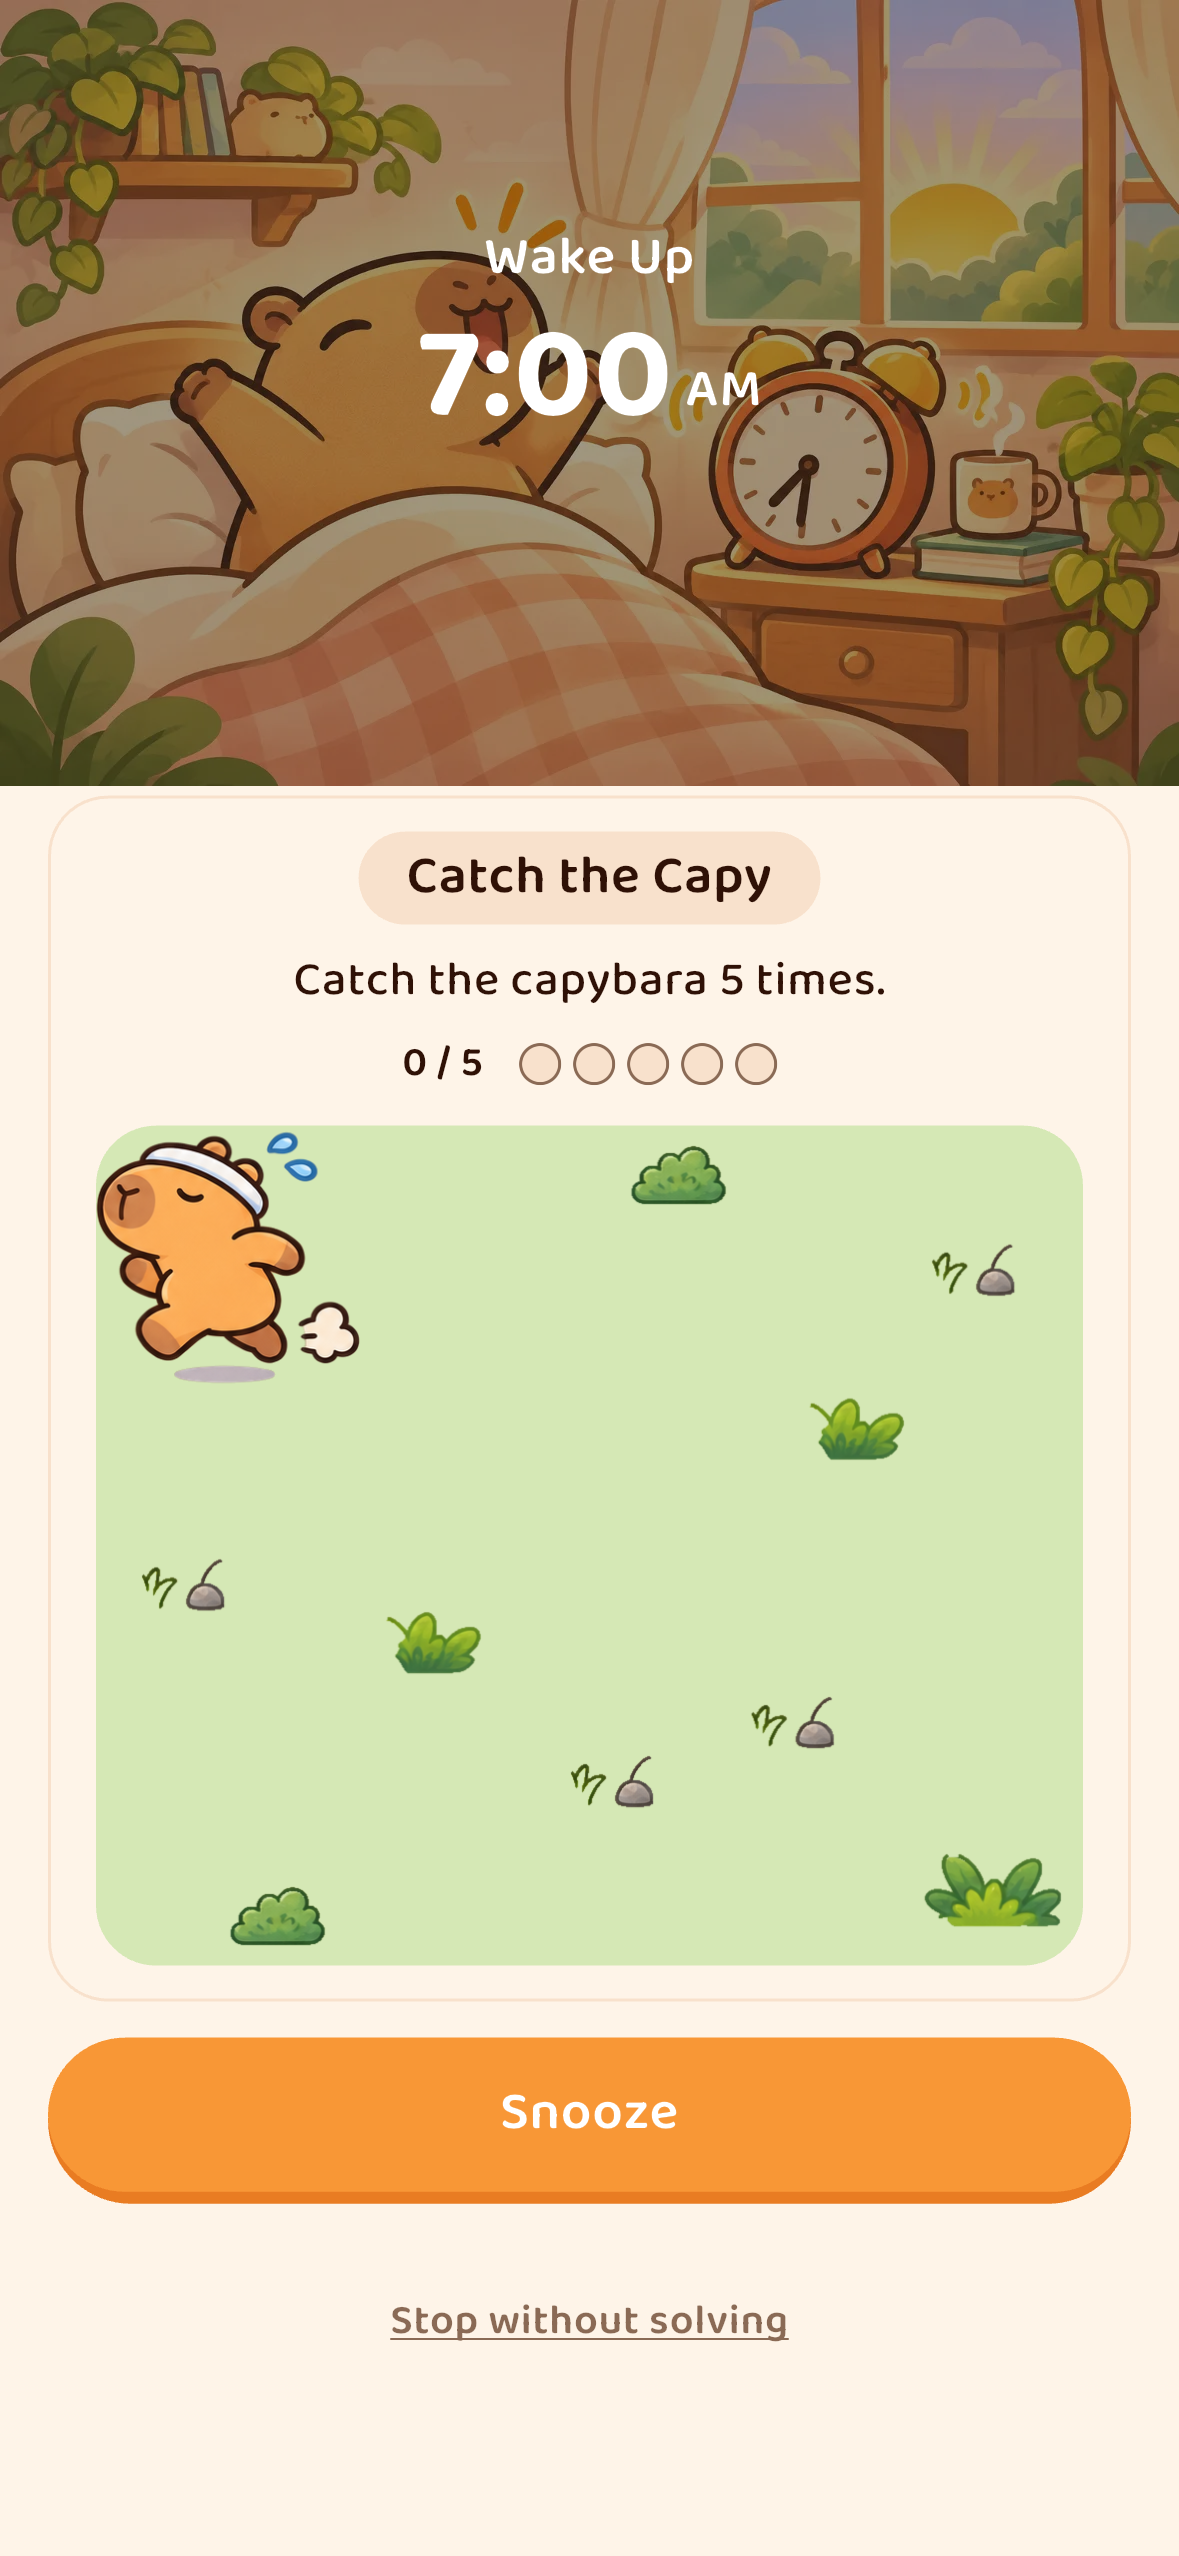 Wake Up
7:00 AM
Catch the Capy
Catch the capybara 5 times.
0 / 5
Snooze
Stop without solving